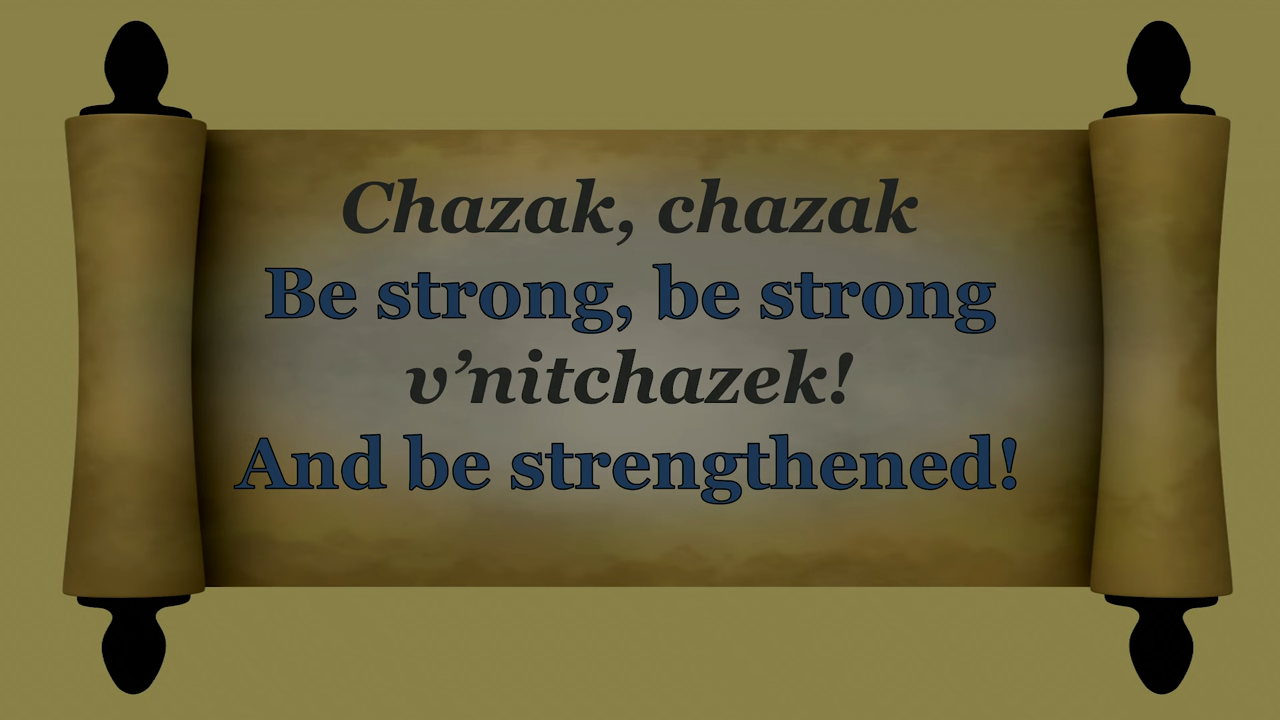 Chazak, chazak
Be strong, be strong
v’nitchazek!
And be strengthened!